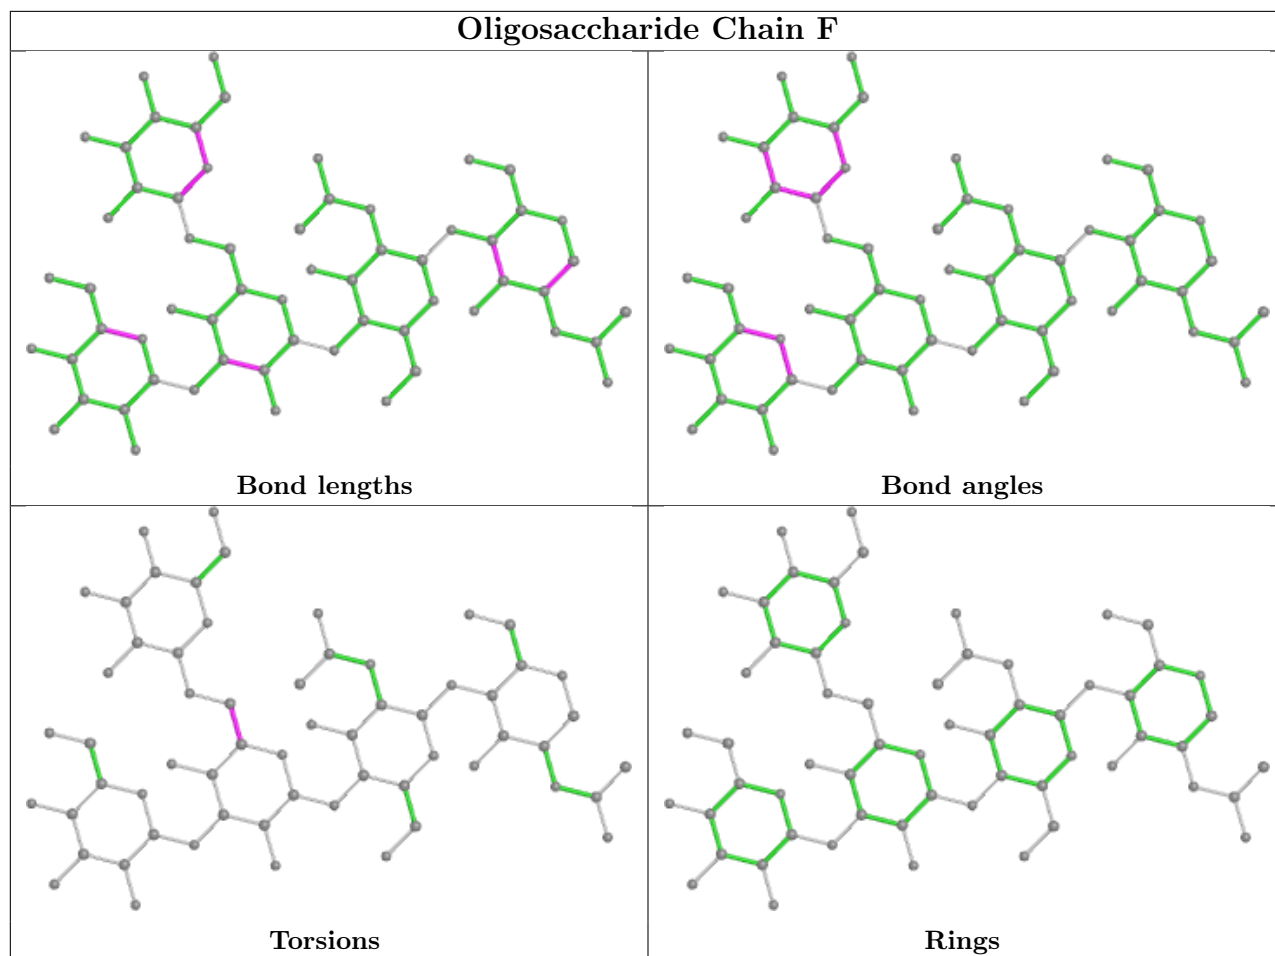 Oligosaccharide Chain F
Bond lengths
Bond angles
Torsions
Rings